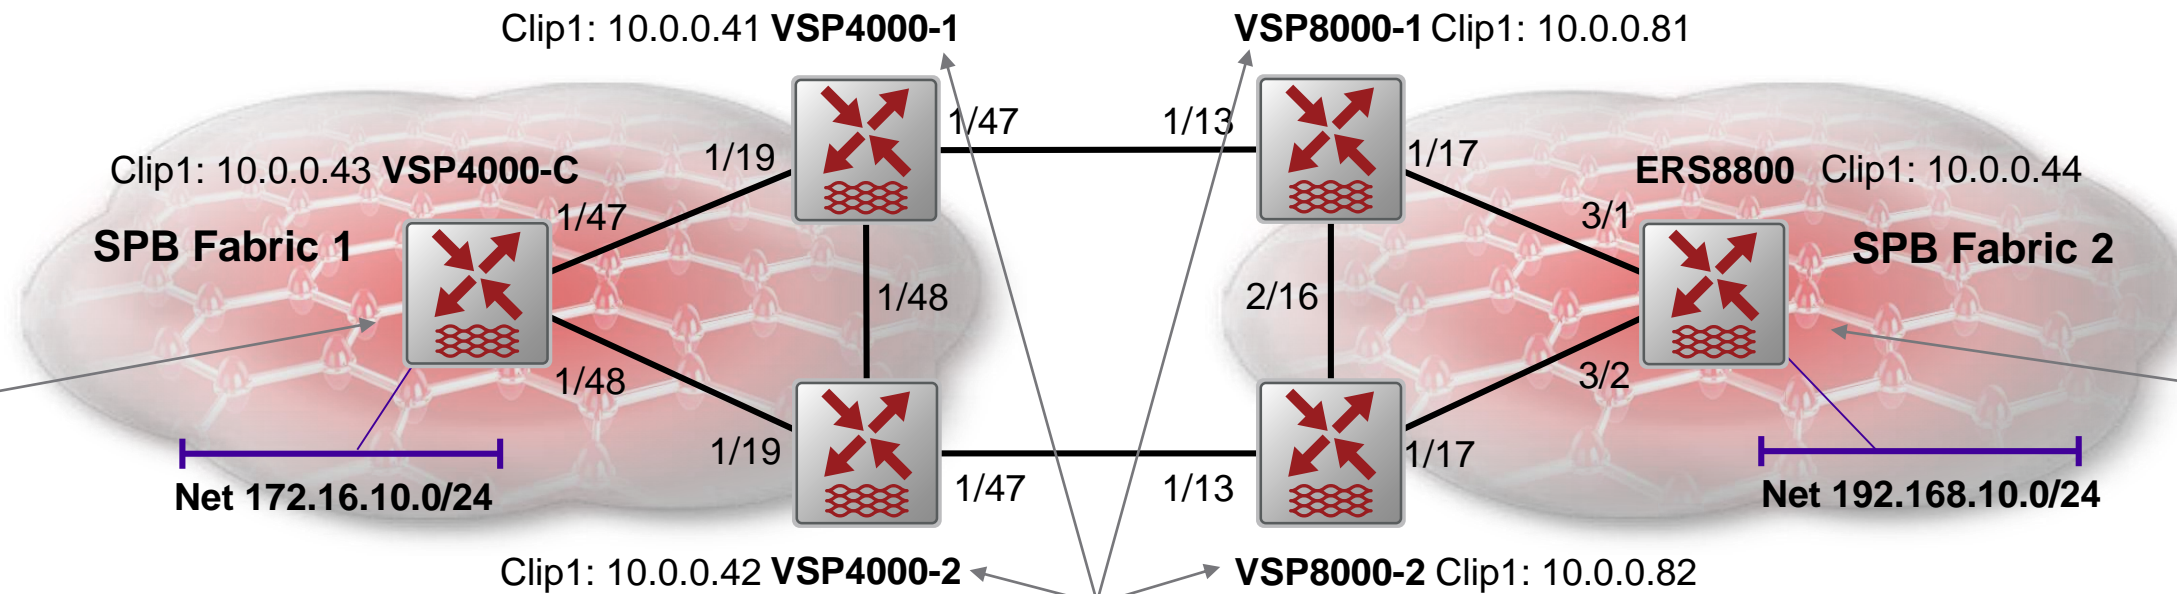 Clip1: 10.0.0.41 VSP4000-1
VSP8000-1 Clip1: 10.0.0.81
1/47
1/13
1/19
1/17
Clip1: 10.0.0.43 VSP4000-C
ERS8800 Clip1: 10.0.0.44
1/47
3/1
SPB Fabric 1
SPB Fabric 2
1/48
2/16
1/48
3/2
1/19
1/17
1/47
1/13
Net 172.16.10.0/24
Net 192.168.10.0/24
Clip1: 10.0.0.42 VSP4000-2
VSP8000-2 Clip1: 10.0.0.82